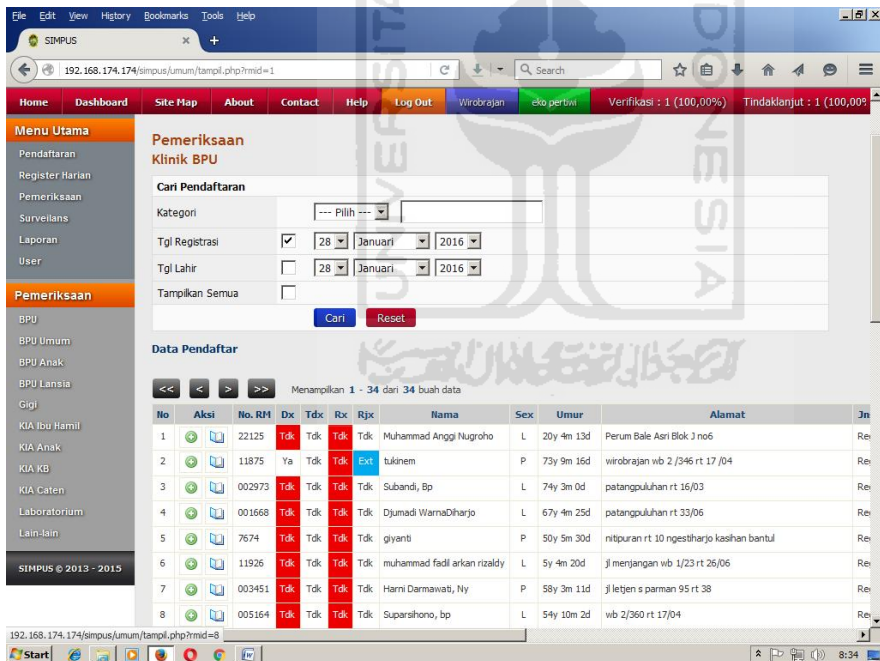 File Edit View History Bookmarks Tools Help
SIMPUS
192.168.174.174/simpus/umum/tampil.php?rmid=1
Search
Home Dashboard Site Map About Contact Help Log Out Wirobrajan eko pertiwi Verifikasi : 1 (100,00%) Tindaklanjut : 1 (100,00%
Menu Utama
Pendaftaran
Register Harian
Pemeriksaan
Surveilans
Laporan
User
Pemeriksaan
BPU
BPU Umum
BPU Anak
BPU Lansia
Gigi
KIA Ibu Hamil
KIA Anak
KIA KB
KIA Caten
Laboratorium
Lain-lain
SIMPUS © 2013 - 2015
Pemeriksaan
Klinik BPU
Cari Pendaftaran
Kategori --- Pilih ---
Tgl Registrasi 28 Januari 2016
Tgl Lahir 28 Januari 2016
Tampilkan Semua
Cari Reset
Data Pendaftar
<< < > >> Menampilkan 1 - 34 dari 34 buah data
No Aksi No. RM Dx Tdx Rx Rjx Nama Sex Umur Alamat Jn
1 22125 Tdk Tdk Tdk Tdk Muhammad Anggi Nugroho L 20y 4m 13d Perum Bale Asri Blok J no6 Re
2 11875 Ya Tdk Tdk Ext tukinem P 73y 9m 16d wirobrajan wb 2 /346 rt 17 /04 Re
3 002973 Tdk Tdk Tdk Tdk Subandi, Bp L 74y 3m 0d patangpuluhan rt 16/03 Re
4 001668 Tdk Tdk Tdk Tdk Djumadi WarnaDiharjo L 67y 4m 25d patangpuluhan rt 33/06 Re
5 7674 Tdk Tdk Tdk Tdk giyanti P 50y 5m 30d nitipuran rt 10 ngestiharjo kasihan bantul Re
6 11926 Tdk Tdk Tdk Tdk muhammad fadil arkan rizaldy L 5y 4m 20d jl menjangan wb 1/23 rt 26/06 Re
7 003451 Tdk Tdk Tdk Tdk Harni Darmawati, Ny P 58y 3m 11d jl letjen s parman 95 rt 38 Re
8 005164 Tdk Tdk Tdk Tdk Suparsihono, bp L 54y 10m 2d wb 2/360 rt 17/04 Re
192.168.174.174/simpus/umum/tampil.php?rmid=8
Start 8:34
UNIVERSITA
DONESIA